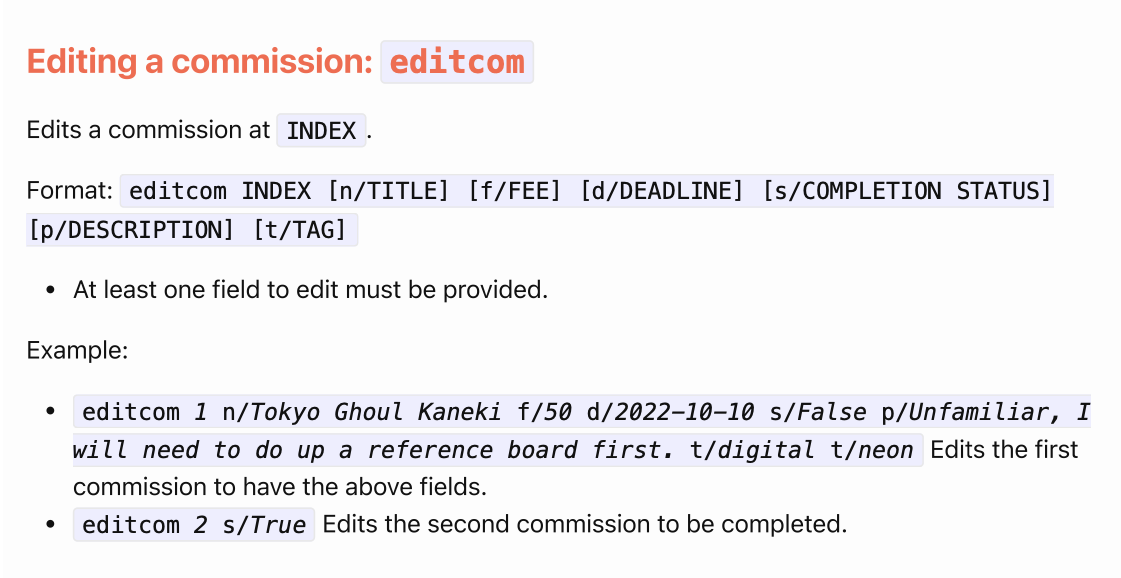 Editing a commission: editcom
Edits a commission at INDEX.
Format: editcom INDEX [n/TITLE] [f/FEE] [d/DEADLINE] [s/COMPLETION STATUS]
[p/DESCRIPTION] [t/TAG]
• At least one field to edit must be provided.
Example:
• editcom 1 n/Tokyo Ghoul Kaneki f/50 d/2022-10-10 s/False p/Unfamiliar, I
will need to do up a reference board first. t/digital t/neon Edits the first
commission to have the above fields.
• editcom 2 s/True Edits the second commission to be completed.